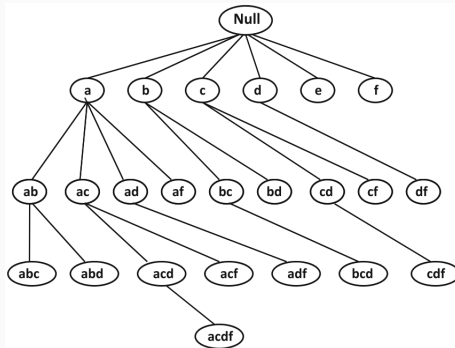 Null
a b c d e f
ab ac ad af bc bd cd cf df
abc abd acd acf adf bcd cdf
acdf